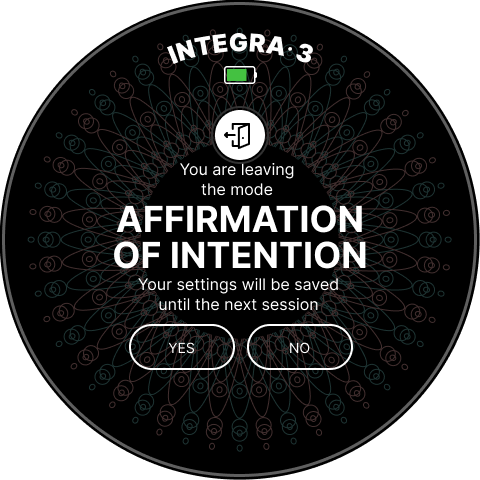 INTEGRA·3
You are leaving
the mode
AFFIRMATION
OF INTENTION
Your settings will be saved
until the next session
YES
NO